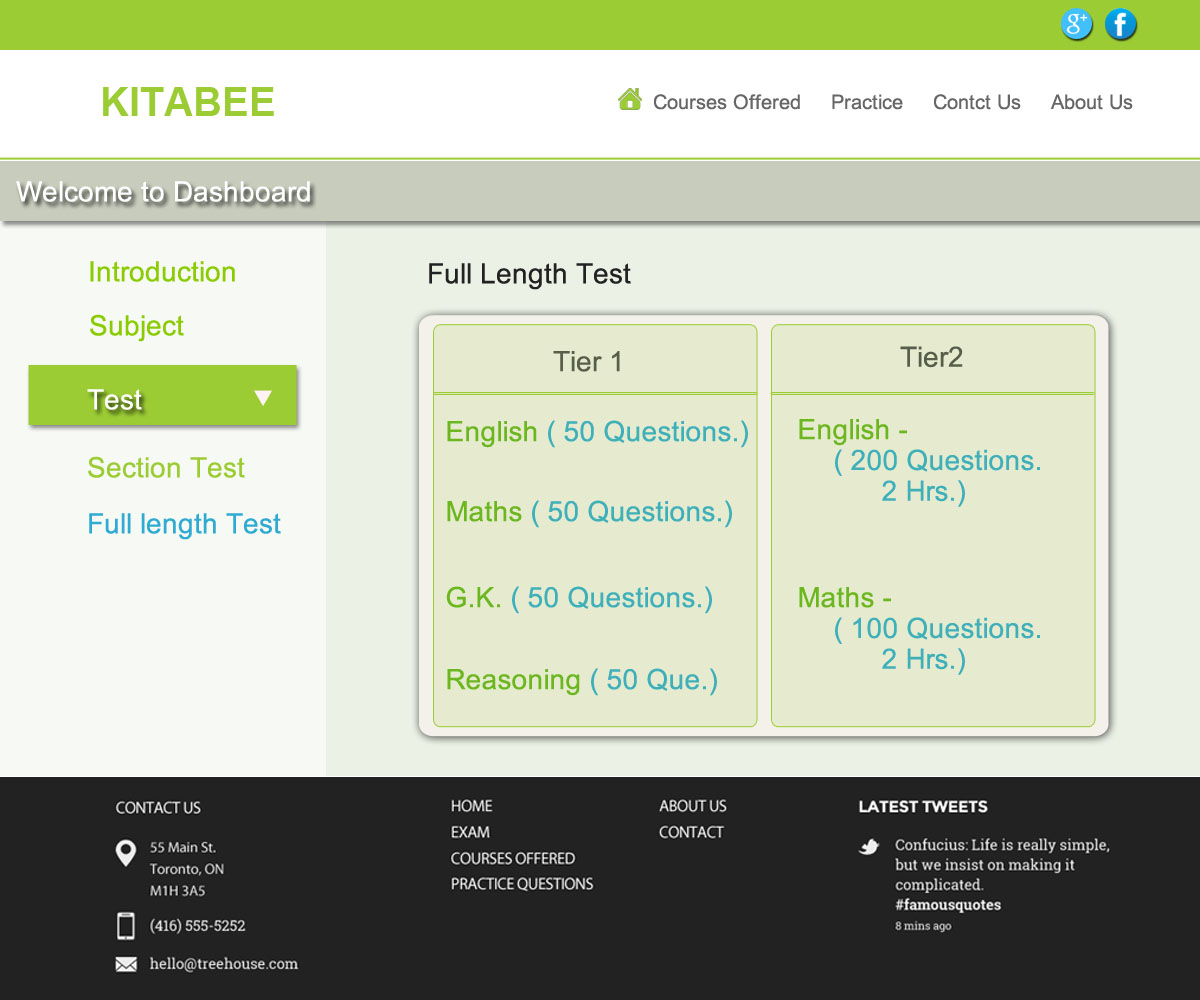 g+ f
KITABEE
Courses Offered Practice Contct Us About Us
Welcome to Dashboard
Introduction
Subject
Test
Section Test
Full length Test
Full Length Test
Tier 1
English ( 50 Questions.)
Maths ( 50 Questions.)
G.K. ( 50 Questions.)
Reasoning ( 50 Que.)
Tier2
English -
( 200 Questions.
2 Hrs.)
Maths -
( 100 Questions.
2 Hrs.)
CONTACT US
55 Main St.
Toronto, ON
M1H 3A5
(416) 555-5252
hello@treehouse.com
HOME
EXAM
COURSES OFFERED
PRACTICE QUESTIONS
ABOUT US
CONTACT
LATEST TWEETS
Confucius: Life is really simple,
but we insist on making it
complicated.
#famousquotes
8 mins ago